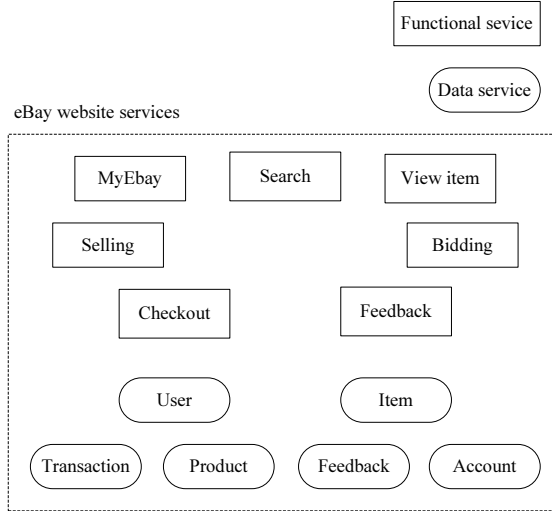 Functional sevice
Data service
eBay website services
MyEbay
Search
View item
Selling
Bidding
Checkout
Feedback
User
Item
Transaction
Product
Feedback
Account